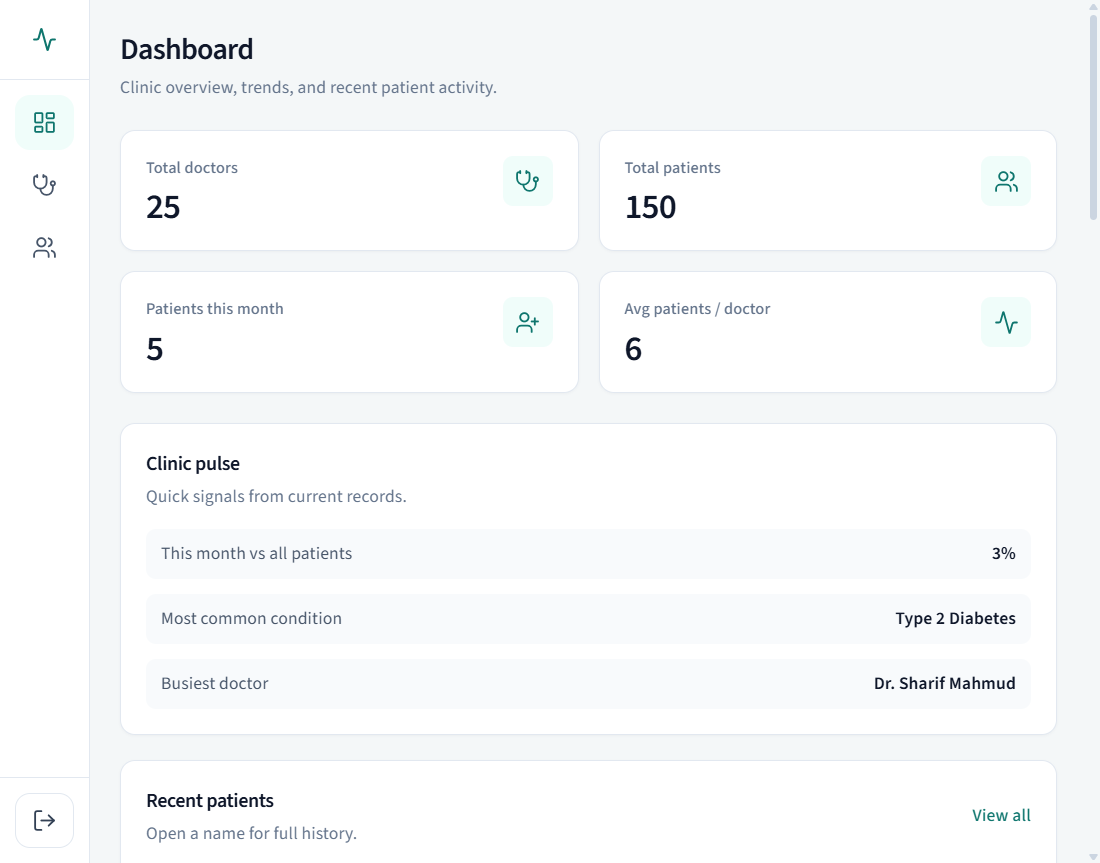 Dashboard
Clinic overview, trends, and recent patient activity.
Total doctors
25
Total patients
150
Patients this month
5
Avg patients / doctor
6
Clinic pulse
Quick signals from current records.
This month vs all patients
3%
Most common condition
Type 2 Diabetes
Busiest doctor
Dr. Sharif Mahmud
Recent patients
Open a name for full history.
View all